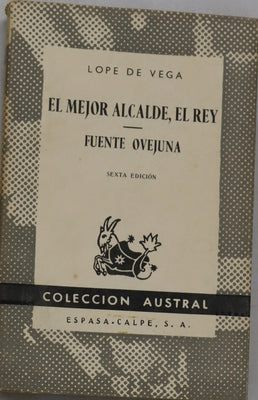 LOPE DE VEGA
EL MEJOR ALCALDE, EL REY
FUENTE OVEJUNA
SEXTA EDICIÓN
COLECCION AUSTRAL
ESPASA-CALPE, S. A.